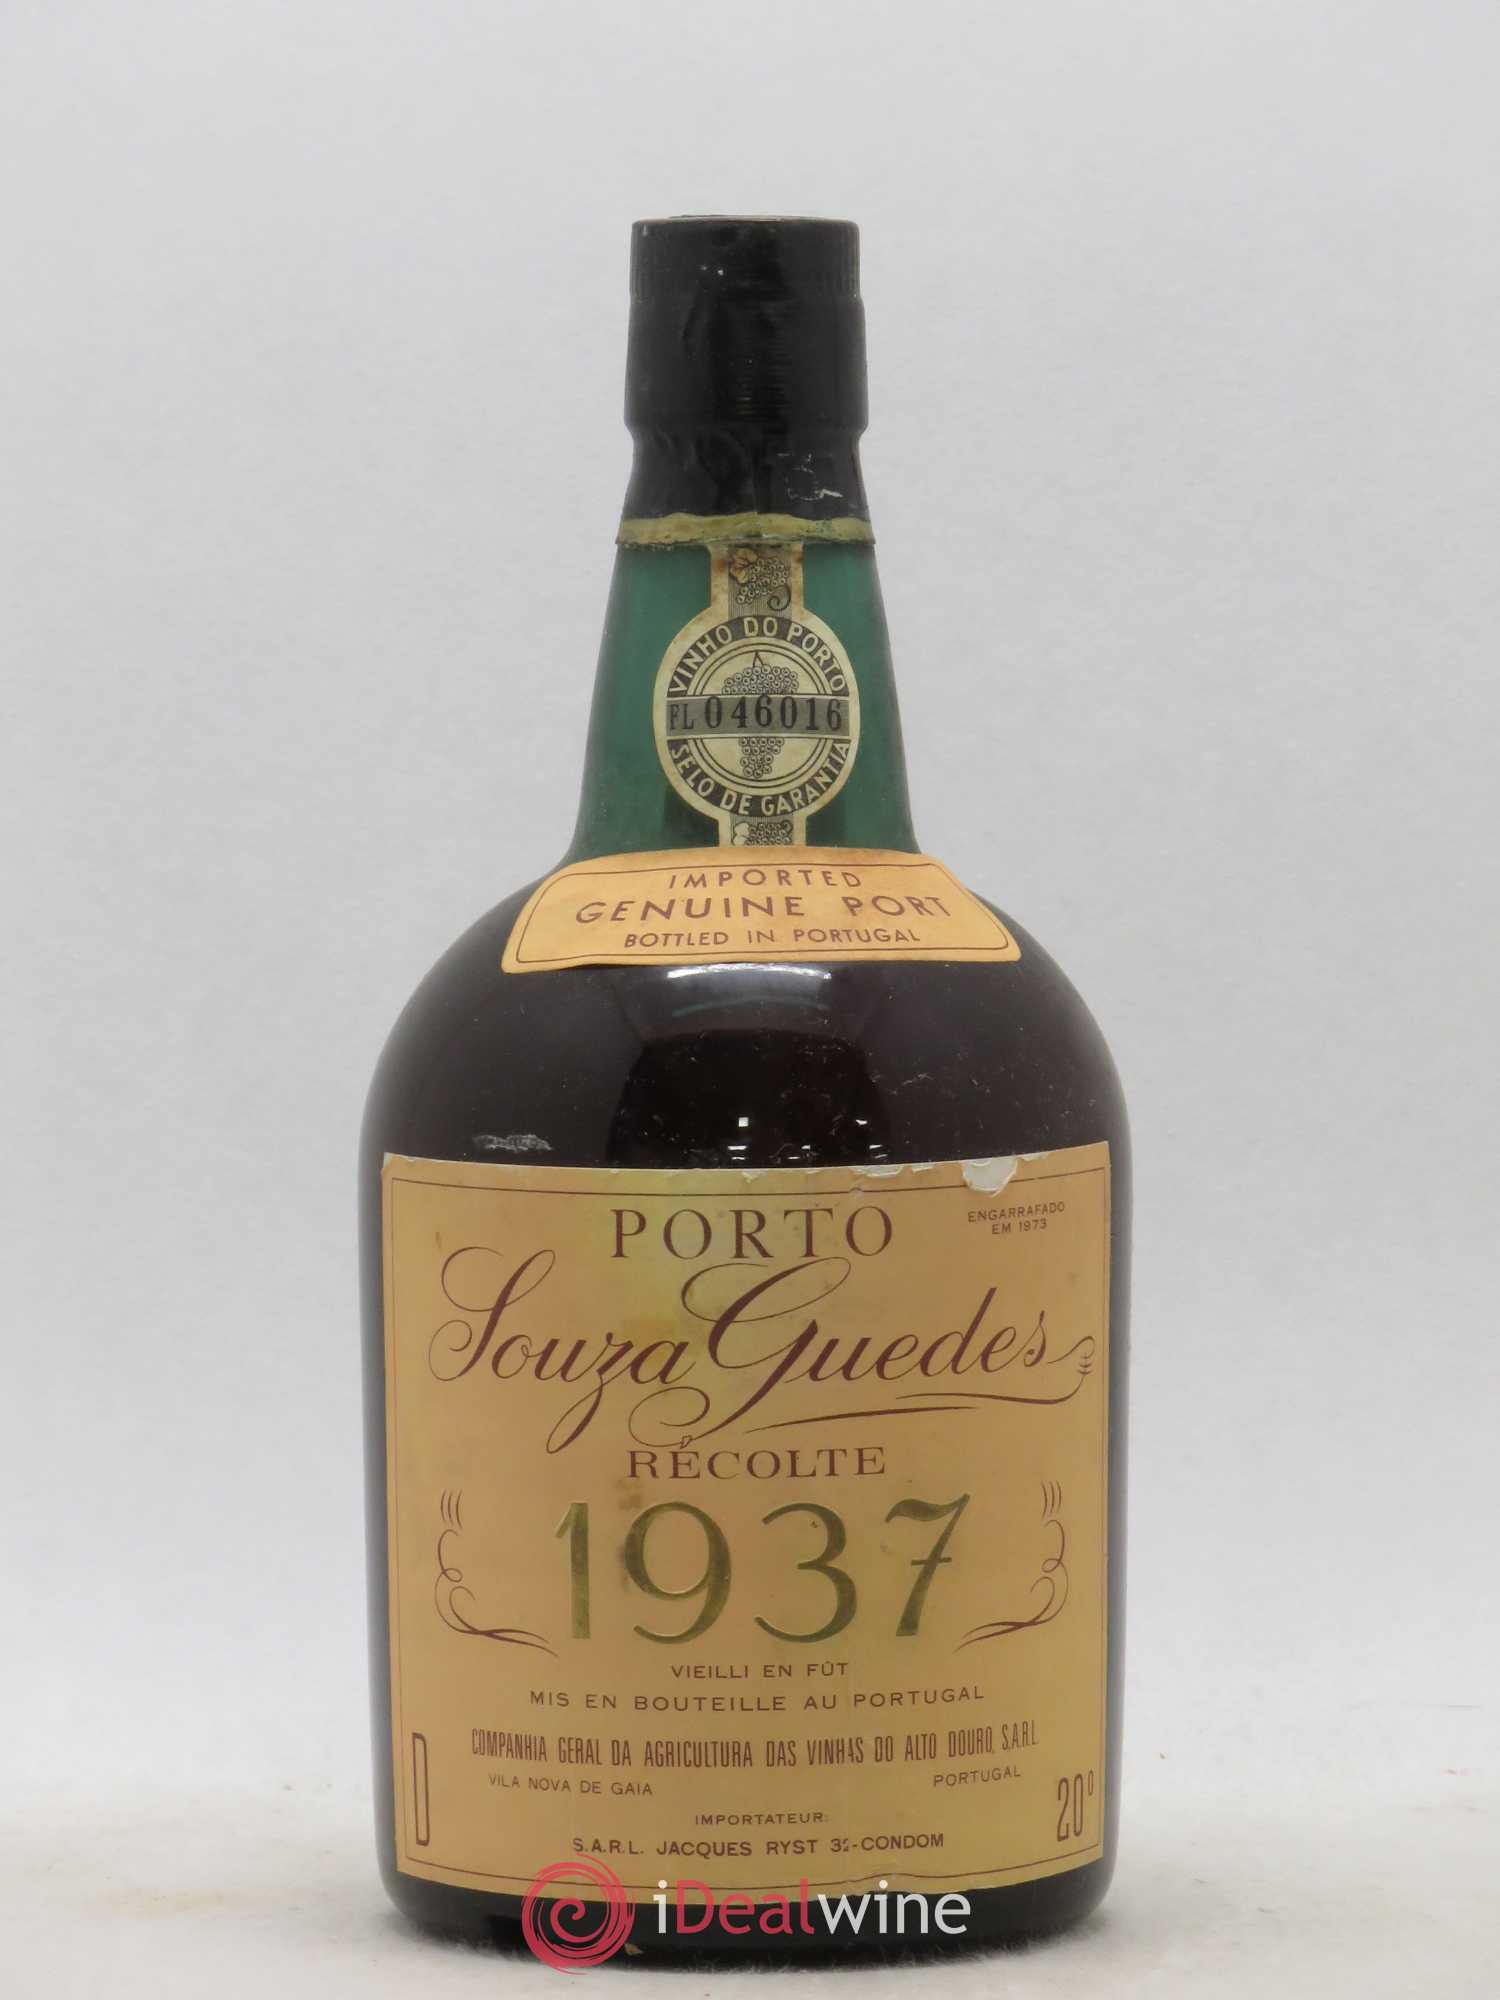 VINHO DO PORTO
FL 046016
SELO DE GARANTIA
IMPORTED
GENUINE PORT
BOTTLED IN PORTUGAL
PORTO
ENGARRAFADO
EM 1973
Souza Guedes
RÉCOLTE
1937
VIEILLI EN FÛT
MIS EN BOUTEILLE AU PORTUGAL
COMPANHIA GERAL DA AGRICULTURA DAS VINHAS DO ALTO DOURO, S.A.R.L.
VILA NOVA DE GAIA PORTUGAL
D
20º
IMPORTATEUR:
S.A.R.L. JACQUES RYST 32-CONDOM
iDealwine